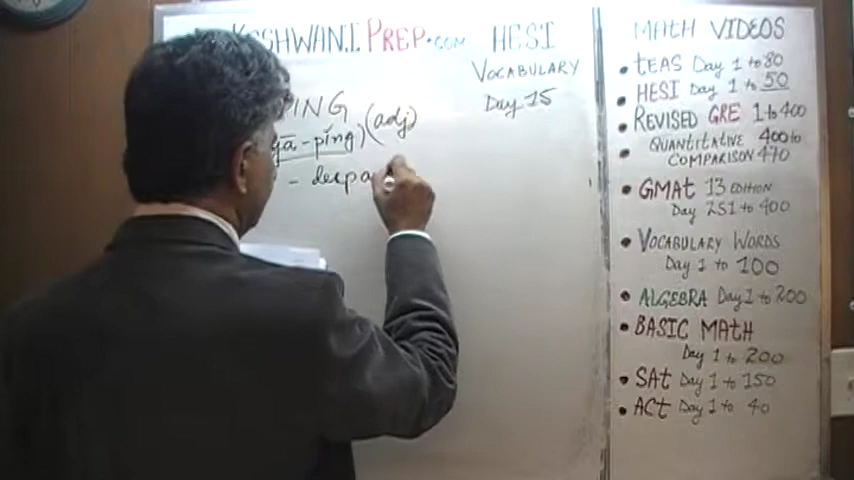 KESHWANI PREP.COM HESI
VOCABULARY
Day 15
PING (adj)
gā-ping)
- deepa
MATH VIDEOS
• TEAS Day 1 to 80
• HESI Day 1 to 50
• REVISED GRE 1 to 400
• QUANTITATIVE 400 to
COMPARISON 470
• GMAT 13 EDITION
Day 251 to 400
• VOCABULARY WORDS
Day 1 to 100
• ALGEBRA Day 1 to 200
• BASIC MATH
Day 1 to 200
• SAT Day 1 to 150
• ACT Day 1 to 40